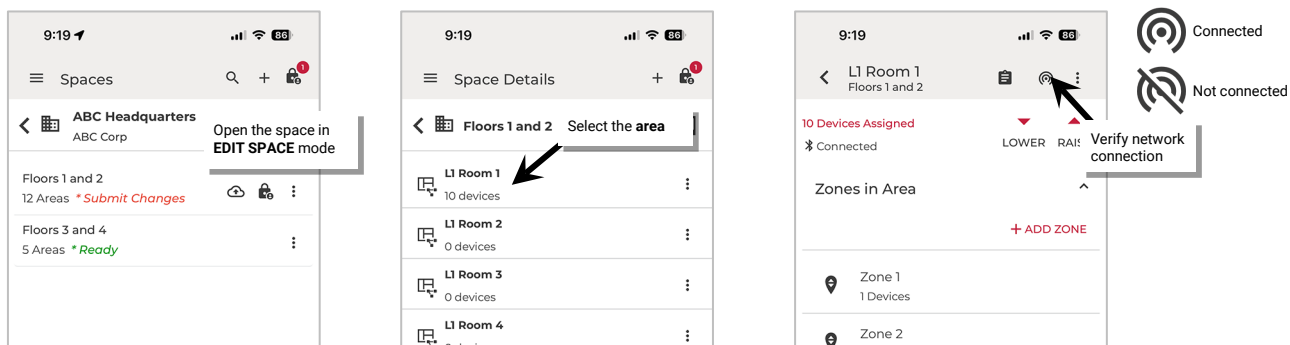 9:19
86
Spaces
1
ABC Headquarters
ABC Corp
Open the space in
EDIT SPACE mode
Floors 1 and 2
12 Areas * Submit Changes
Floors 3 and 4
5 Areas * Ready
9:19
86
Space Details
1
Floors 1 and 2
Select the area
L1 Room 1
10 devices
L1 Room 2
0 devices
L1 Room 3
0 devices
L1 Room 4
9:19
86
L1 Room 1
Floors 1 and 2
10 Devices Assigned
Connected
LOWER
Verify network
connection
Zones in Area
+ ADD ZONE
Zone 1
1 Devices
Zone 2
Connected
Not connected